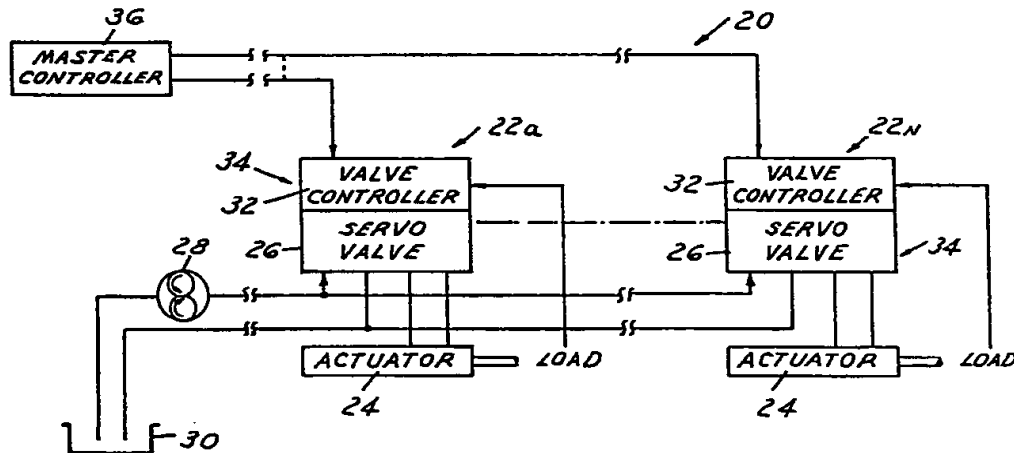 36
20
MASTER
CONTROLLER
22a
22N
34
VALVE
CONTROLLER
32
32
VALVE
CONTROLLER
SERVO
VALVE
26
28
SERVO
VALVE
26
34
ACTUATOR
LOAD
ACTUATOR
LOAD
24
24
30